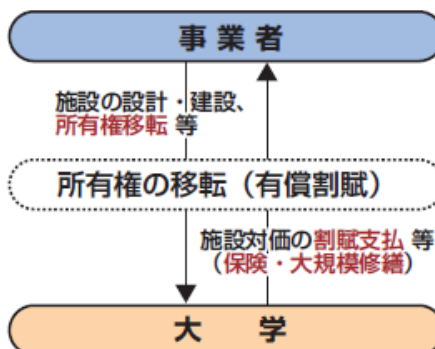 事業者
施設の設計・建設、
所有権移転 等
所有権の移転（有償割賦）
施設対価の割賦支払 等
（保険・大規模修繕）
大　学